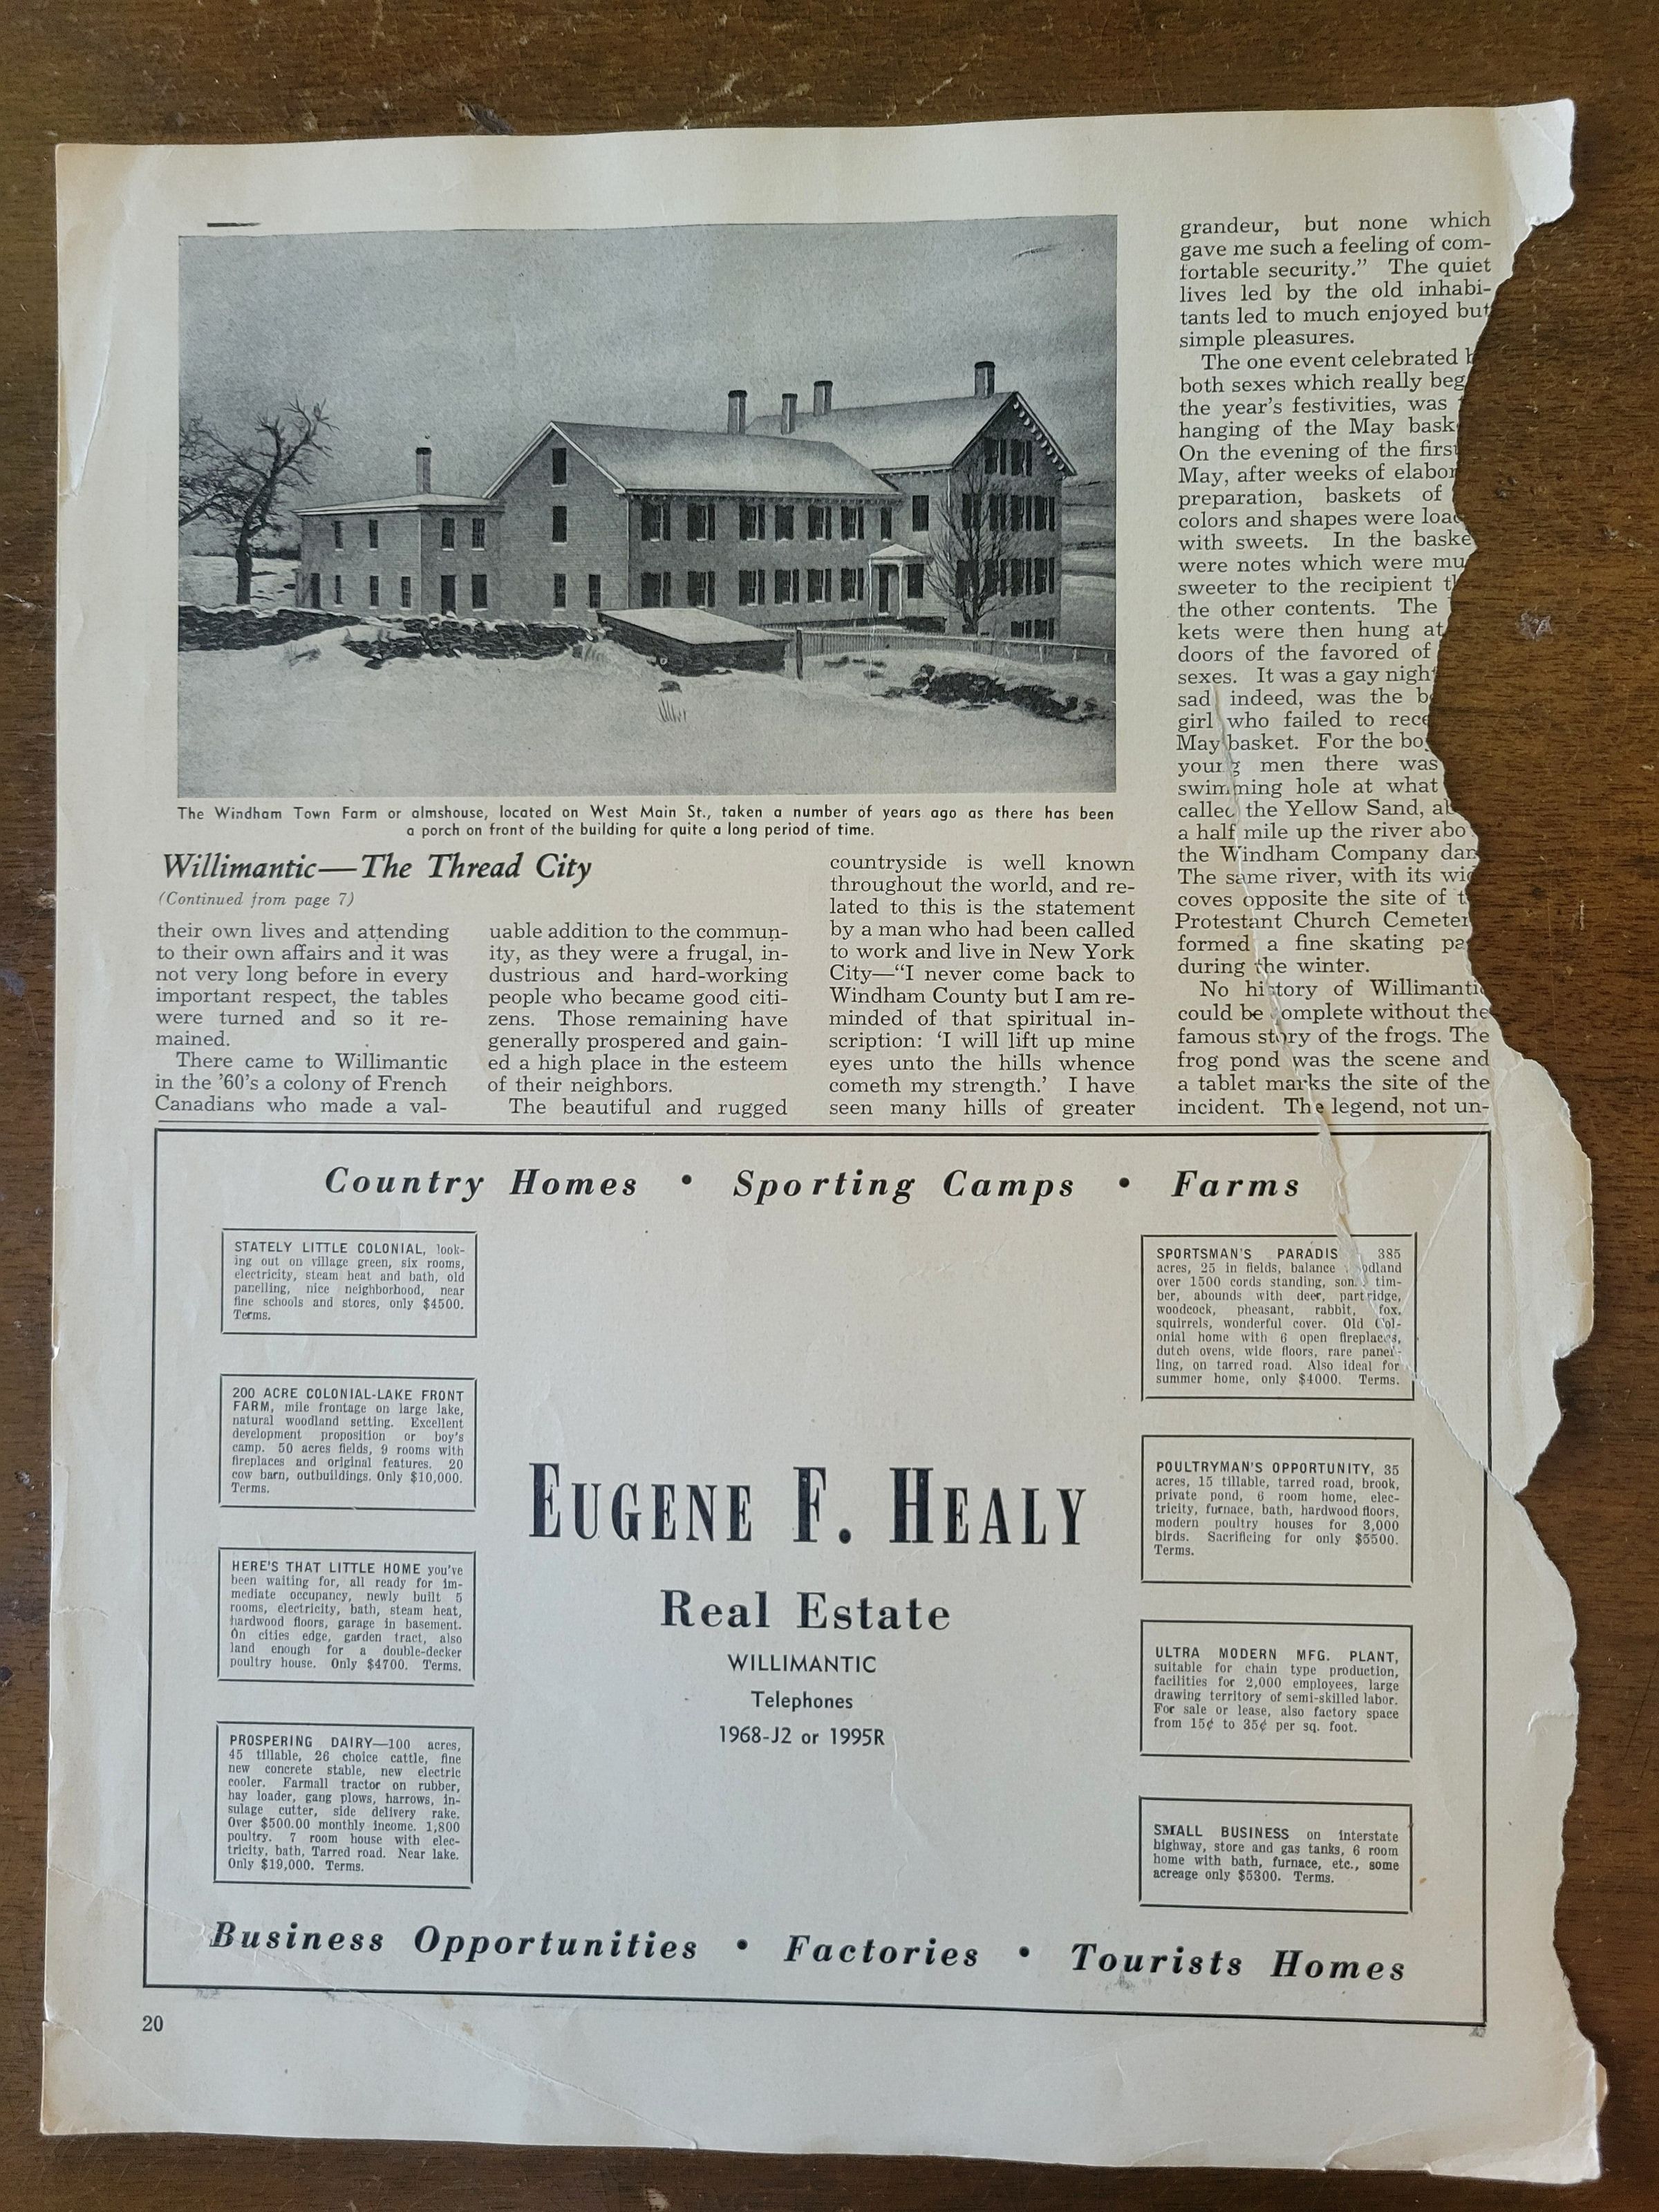 The Windham Town Farm or almshouse, located on West Main St., taken a number of years ago as there has been
a porch on front of the building for quite a long period of time.
Willimantic—The Thread City
(Continued from page 7)
their own lives and attending
to their own affairs and it was
not very long before in every
important respect, the tables
were turned and so it re-
mained.
There came to Willimantic
in the '60's a colony of French
Canadians who made a val-
uable addition to the commun-
ity, as they were a frugal, in-
dustrious and hard-working
people who became good citi-
zens. Those remaining have
generally prospered and gain-
ed a high place in the esteem
of their neighbors.
The beautiful and rugged
countryside is well known
throughout the world, and re-
lated to this is the statement
by a man who had been called
to work and live in New York
City—“I never come back to
Windham County but I am re-
minded of that spiritual in-
scription: ‘I will lift up mine
eyes unto the hills whence
cometh my strength.’ I have
seen many hills of greater
grandeur, but none which
gave me such a feeling of com-
fortable security.” The quiet
lives led by the old inhabi-
tants led to much enjoyed but
simple pleasures.
The one event celebrated
both sexes which really beg
the year's festivities, was
hanging of the May bask
On the evening of the first
May, after weeks of elabor
preparation, baskets of
colors and shapes were load
with sweets. In the baske
were notes which were mu
sweeter to the recipient
the other contents. The
kets were then hung at
doors of the favored of
sexes. It was a gay night
sad indeed, was the
girl who failed to rece
May basket. For the
young men there was
swimming hole at what
called the Yellow Sand,
a half mile up the river abo
the Windham Company dam
The same river, with its
coves opposite the site of
Protestant Church Cemeter
formed a fine skating pa
during the winter.
No history of Willimantic
could be complete without the
famous story of the frogs. The
frog pond was the scene and
a tablet marks the site of the
incident. The legend, not un-
Country Homes • Sporting Camps • Farms
STATELY LITTLE COLONIAL, look-
ing out on village green, six rooms,
electricity, steam heat and bath, old
panelling, nice neighborhood, near
fine schools and stores, only $4500.
Terms.
200 ACRE COLONIAL-LAKE FRONT
FARM, mile frontage on large lake,
natural woodland setting. Excellent
development proposition or boy's
camp. 50 acres fields, 9 rooms with
fireplaces and original features. 20
cow barn, outbuildings. Only $10,000.
Terms.
HERE'S THAT LITTLE HOME you've
been waiting for, all ready for im-
mediate occupancy, newly built 5
rooms, electricity, bath, steam heat,
hardwood floors, garage in basement.
On cities edge, garden tract, also
land enough for a double-decker
poultry house. Only $4700. Terms.
PROSPERING DAIRY—100 acres,
45 tillable, 26 choice cattle, fine
new concrete stable, new electric
cooler. Farmall tractor on rubber,
hay loader, gang plows, harrows, in-
sulage cutter, side delivery rake.
Over $500.00 monthly income. 1,800
poultry. 7 room house with elec-
tricity, bath, Tarred road. Near lake.
Only $19,000. Terms.
EUGENE F. HEALY
Real Estate
WILLIMANTIC
Telephones
1968-J2 or 1995R
SPORTSMAN'S PARADIS 385
acres, 25 in fields, balance
over 1500 cords standing, some tim-
ber, abounds with deer, partridge,
woodcock, pheasant, rabbit, fox,
squirrels, wonderful cover. Old Col-
onial home with 6 open fireplaces,
dutch ovens, wide floors, rare panel-
ling, on tarred road. Also ideal for
summer home, only $4000. Terms.
POULTRYMAN'S OPPORTUNITY, 35
acres, 15 tillable, tarred road, brook,
private pond, 6 room home, elec-
tricity, furnace, bath, hardwood floors,
modern poultry houses for 3,000
birds. Sacrificing for only $5500.
Terms.
ULTRA MODERN MFG. PLANT,
suitable for chain type production,
facilities for 2,000 employees, large
drawing territory of semi-skilled labor.
For sale or lease, also factory space
from 15¢ to 35¢ per sq. foot.
SMALL BUSINESS on interstate
highway, store and gas tanks, 6 room
home with bath, furnace, etc., some
acreage only $5300. Terms.
Business Opportunities • Factories • Tourists Homes
20